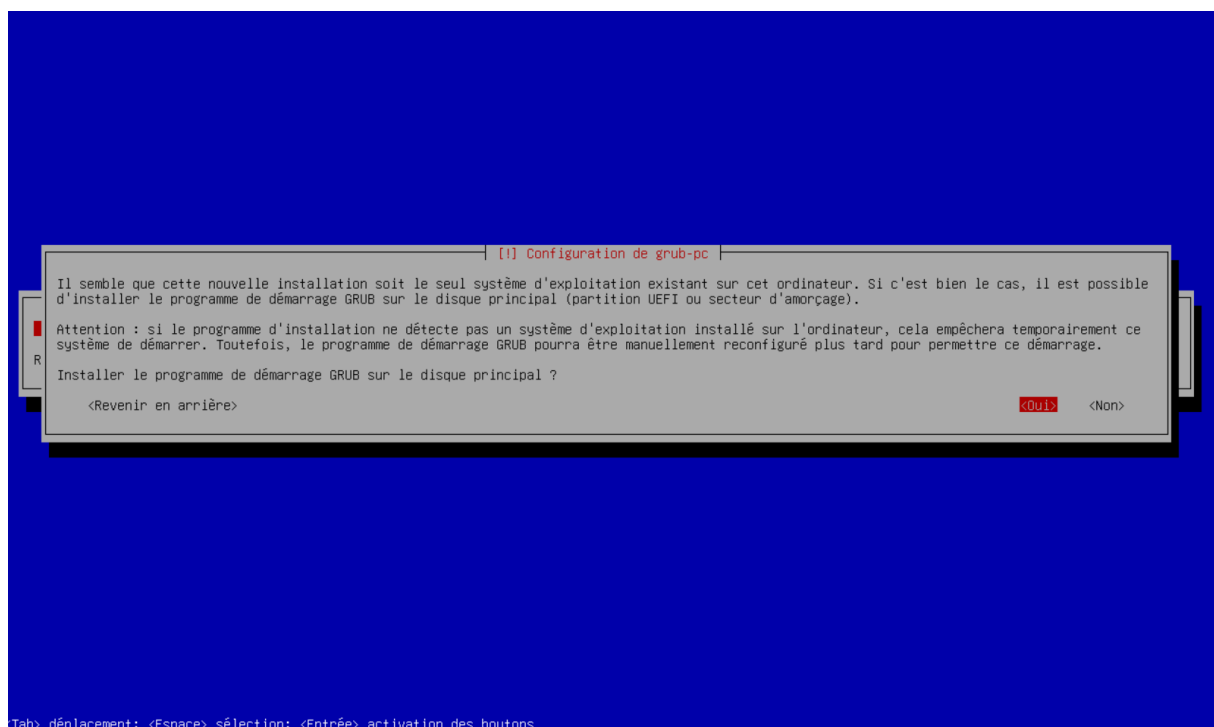 [!] Configuration de grub-pc
Il semble que cette nouvelle installation soit le seul système d'exploitation existant sur cet ordinateur. Si c'est bien le cas, il est possible
d'installer le programme de démarrage GRUB sur le disque principal (partition UEFI ou secteur d'amorçage).
Attention : si le programme d'installation ne détecte pas un système d'exploitation installé sur l'ordinateur, cela empêchera temporairement ce
système de démarrer. Toutefois, le programme de démarrage GRUB pourra être manuellement reconfiguré plus tard pour permettre ce démarrage.
R
Installer le programme de démarrage GRUB sur le disque principal ?
<Revenir en arrière> <Oui> <Non>
<Tab> déplacement; <Espace> sélection; <Entrée> activation des boutons